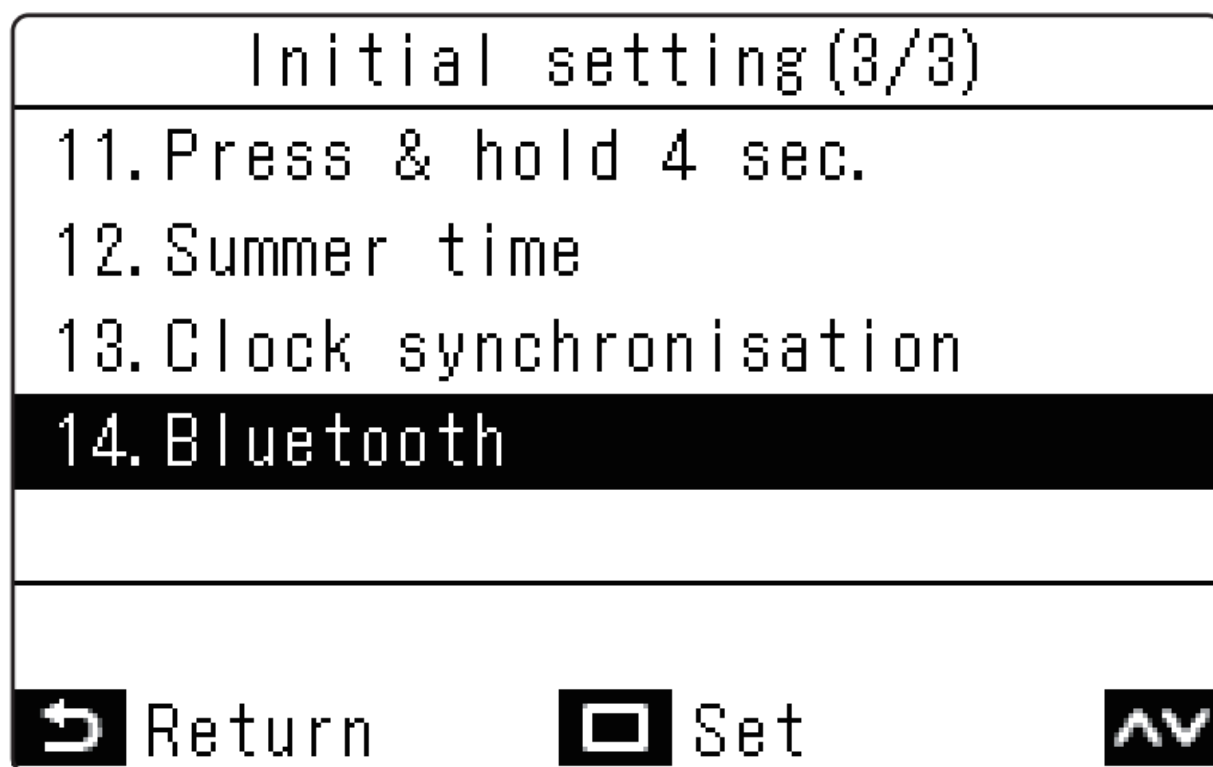 Initial setting(3/3)
11.Press & hold 4 sec.
12.Summer time
13.Clock synchronisation
14.Bluetooth
Return Set